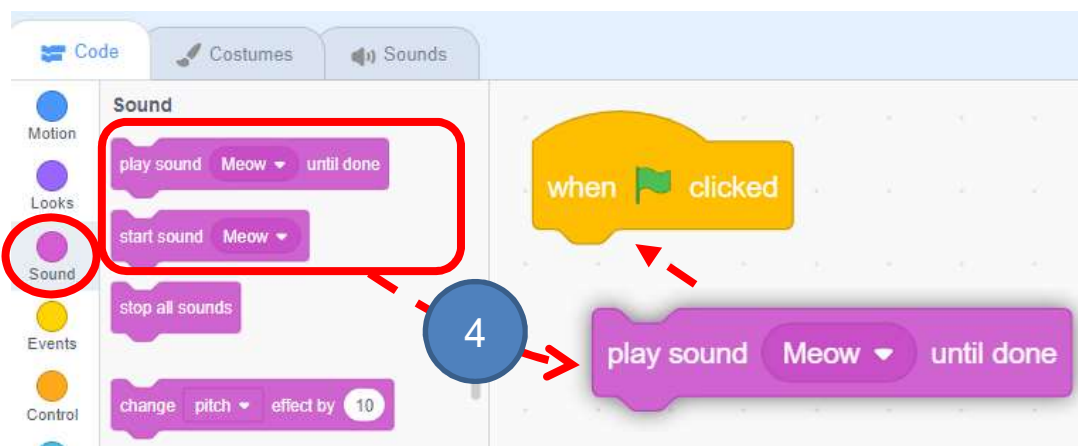 Code
Costumes
Sounds
Motion
Looks
Sound
Events
Control
Sound
play sound Meow until done
start sound Meow
stop all sounds
change pitch effect by 10
when clicked
4
play sound Meow until done